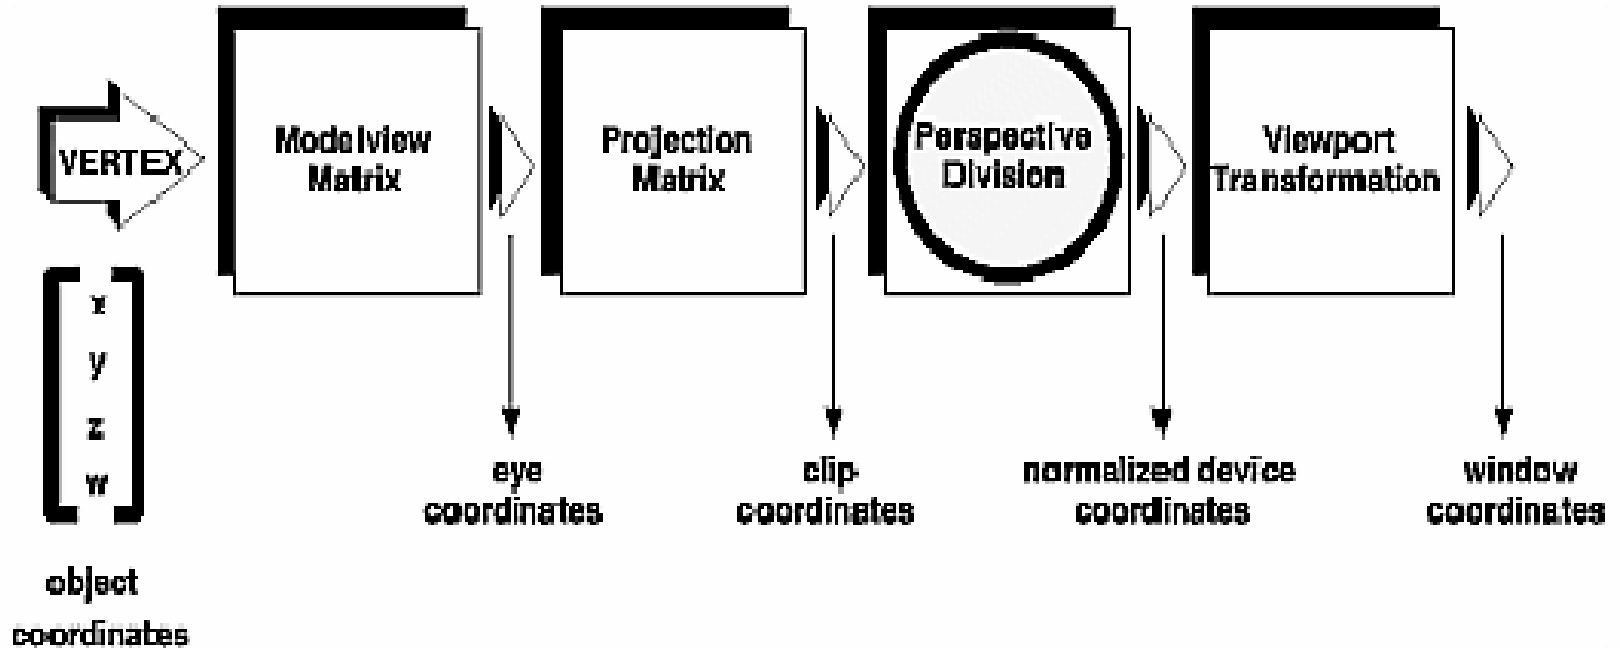 VERTEX
Modelview
Matrix
Projection
Matrix
Perspective
Division
Viewport
Transformation
x
y
z
w
object
coordinates
eye
coordinates
clip
coordinates
normalized device
coordinates
window
coordinates